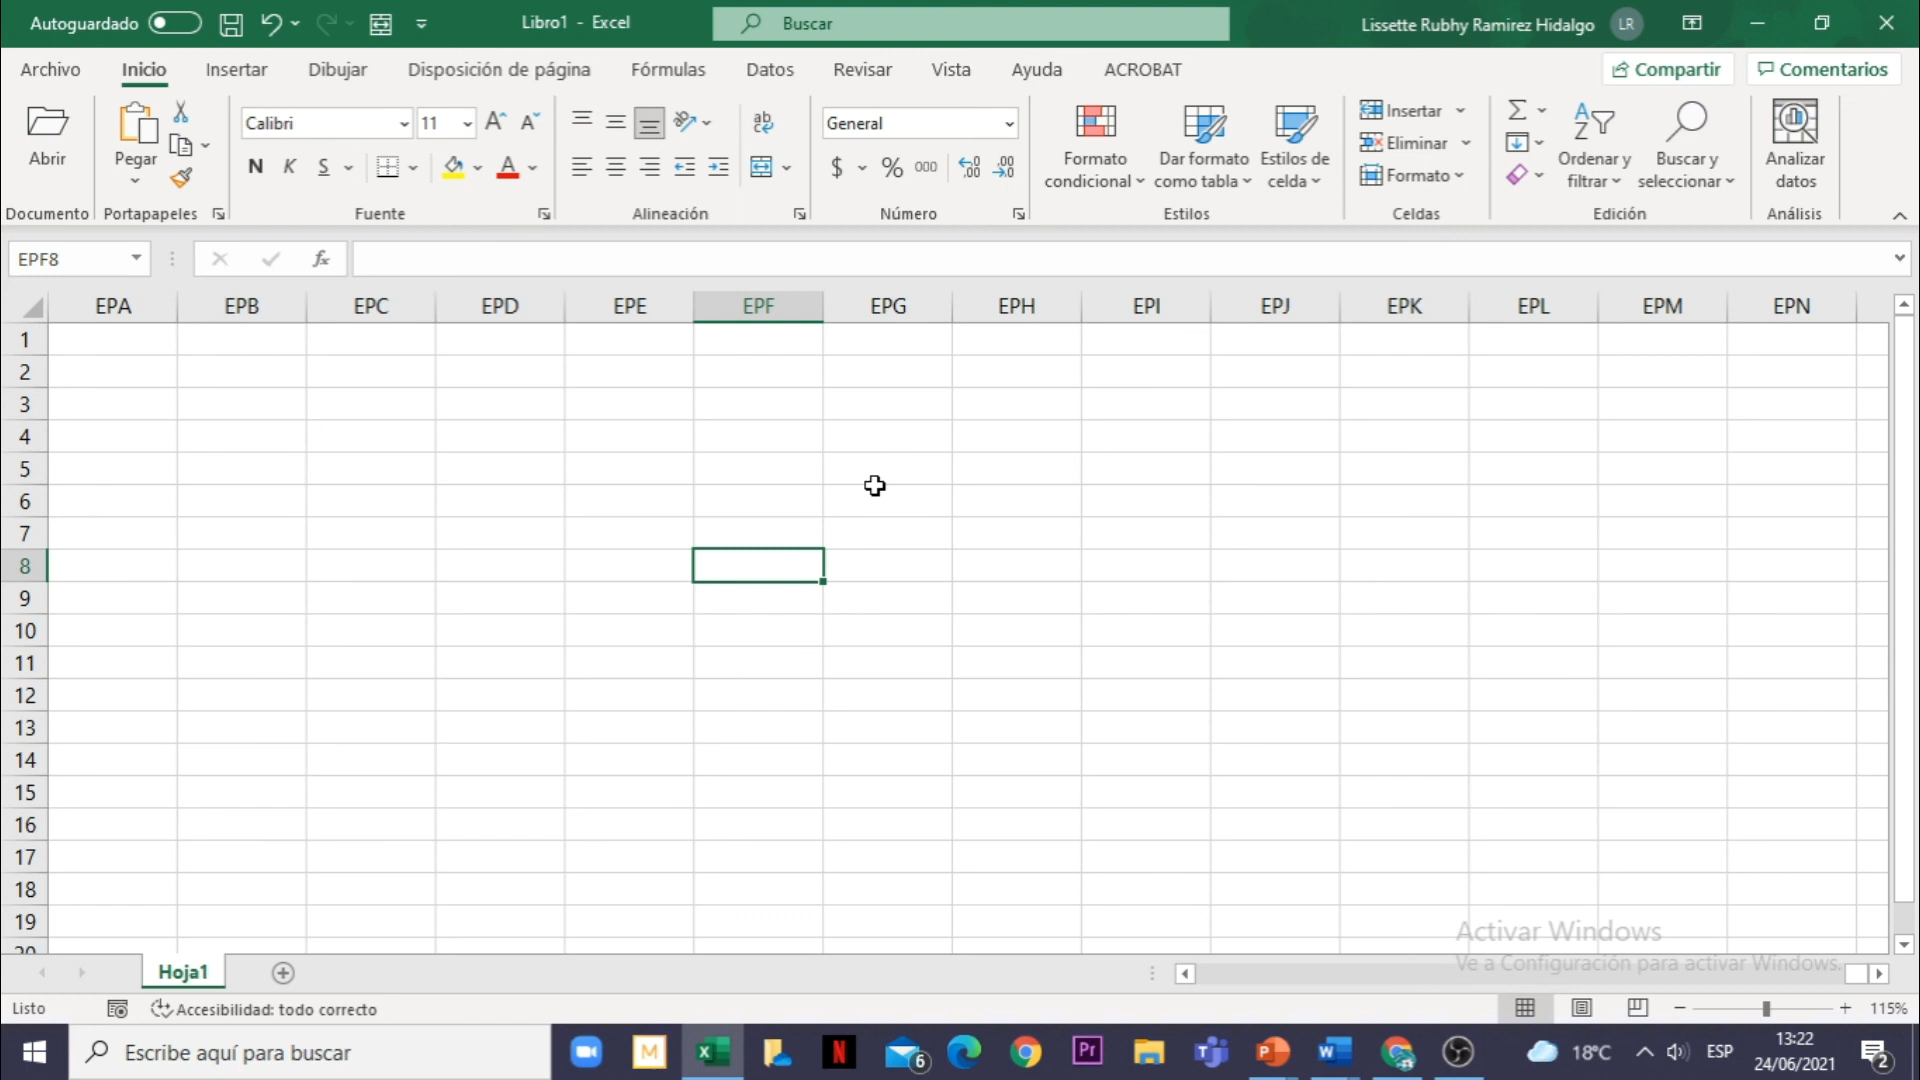 Autoguardado Libro1 - Excel Buscar Lissette Rubhy Ramirez Hidalgo LR
Archivo Inicio Insertar Dibujar Disposición de página Fórmulas Datos Revisar Vista Ayuda ACROBAT Compartir Comentarios
Abrir
Documento
Pegar
Portapapeles
Calibri 11
N K S
Fuente
Alineación
General
$ % 000
Número
Formato condicional
Dar formato como tabla
Estilos de celda
Estilos
Insertar
Eliminar
Formato
Celdas
Ordenar y filtrar
Buscar y seleccionar
Edición
Analizar datos
Análisis
EPF8 fx
EPA EPB EPC EPD EPE EPF EPG EPH EPI EPJ EPK EPL EPM EPN
1
2
3
4
5
6
7
8
9
10
11
12
13
14
15
16
17
18
19
20
Activar Windows
Ve a Configuración para activar Windows.
Hoja1
Listo Accesibilidad: todo correcto 115%
Escribe aquí para buscar 6 18°C ESP 13:22
24/06/2021 2